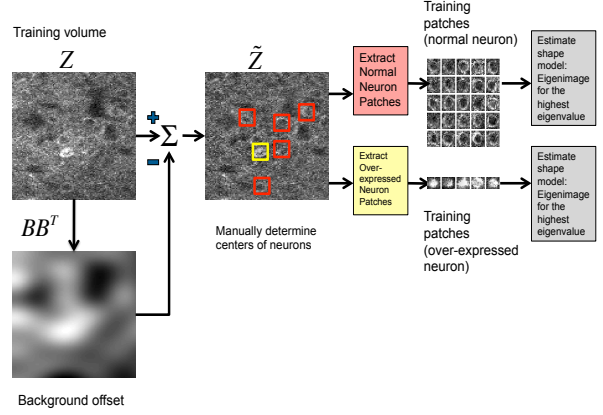 Training volume
Z
BB^T
Background offset
+
−
Σ
Z̃
Manually determine
centers of neurons
Extract
Normal
Neuron
Patches
Extract
Over-
expressed
Neuron
Patches
Training
patches
(normal neuron)
Training
patches
(over-expressed
neuron)
Estimate
shape
model:
Eigenimage
for the
highest
eigenvalue
Estimate
shape
model:
Eigenimage
for the
highest
eigenvalue